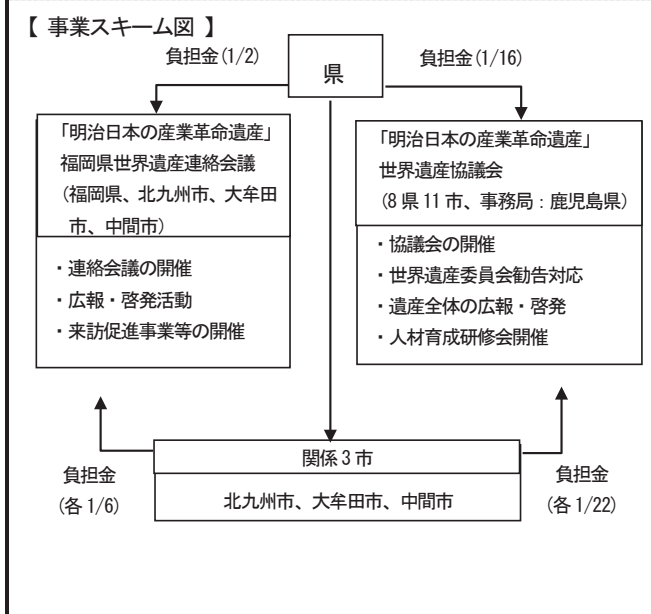 【 事業スキーム図 】
負担金(1/2)
県
負担金(1/16)
「明治日本の産業革命遺産」
福岡県世界遺産連絡会議
(福岡県、北九州市、大牟田
市、中間市)
・連絡会議の開催
・広報・啓発活動
・来訪促進事業等の開催
「明治日本の産業革命遺産」
世界遺産協議会
(8県11市、事務局：鹿児島県)
・協議会の開催
・世界遺産委員会勧告対応
・遺産全体の広報・啓発
・人材育成研修会開催
負担金
(各1/6)
関係3市
北九州市、大牟田市、中間市
負担金
(各1/22)